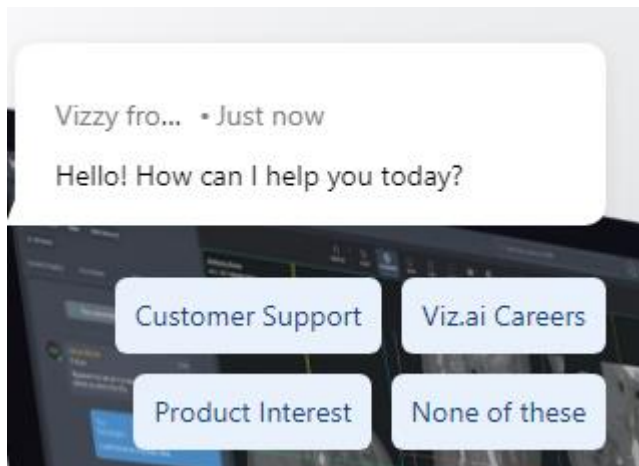 Vizzy fro... • Just now
Hello! How can I help you today?
Customer Support
Viz.ai Careers
Product Interest
None of these